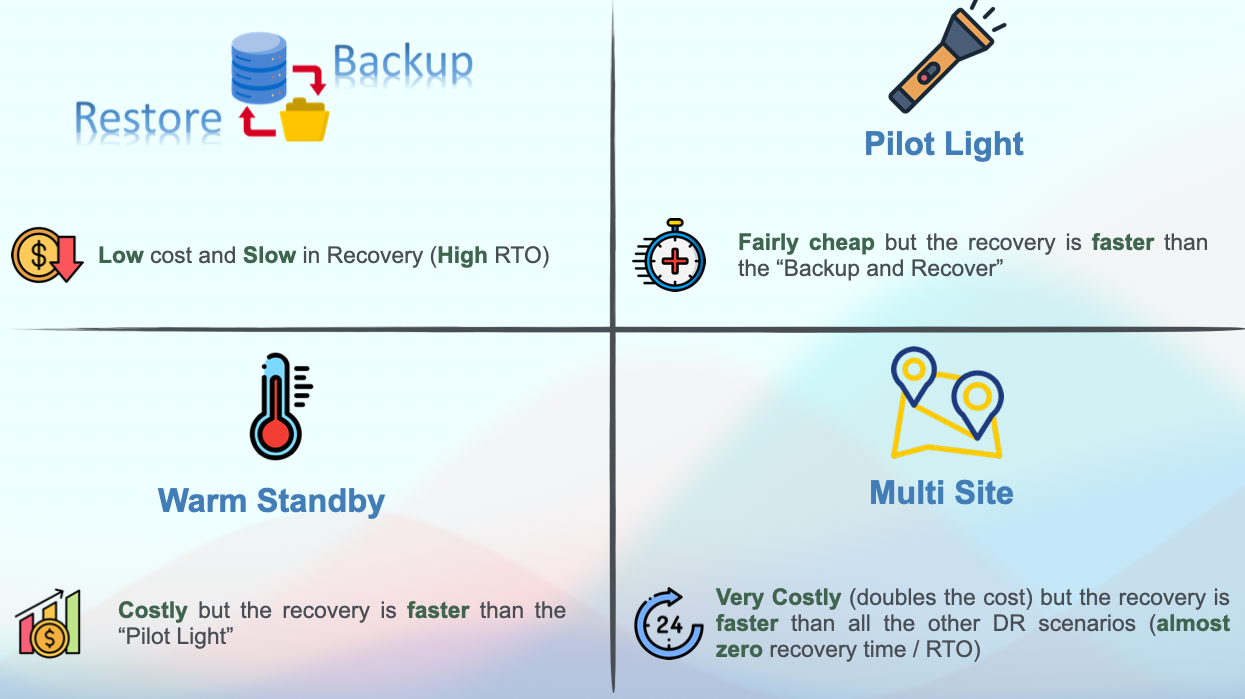 Backup
Restore
Low cost and Slow in Recovery (High RTO)
Pilot Light
Fairly cheap but the recovery is faster than
the “Backup and Recover”
Warm Standby
Costly but the recovery is faster than the
“Pilot Light”
Multi Site
24
Very Costly (doubles the cost) but the recovery is
faster than all the other DR scenarios (almost
zero recovery time / RTO)